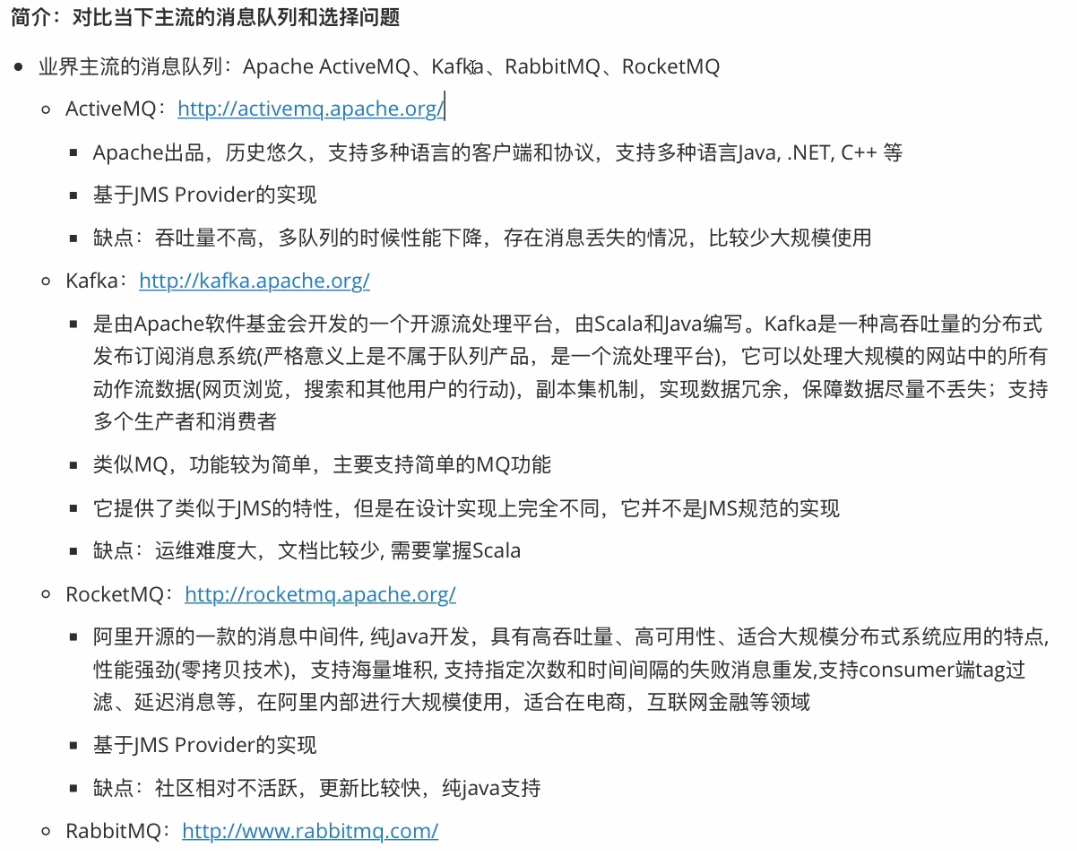 简介：对比当下主流的消息队列和选择问题
业界主流的消息队列：Apache ActiveMQ、Kafka、RabbitMQ、RocketMQ
ActiveMQ：http://activemq.apache.org/
Apache出品，历史悠久，支持多种语言的客户端和协议，支持多种语言Java, .NET, C++ 等
基于JMS Provider的实现
缺点：吞吐量不高，多队列的时候性能下降，存在消息丢失的情况，比较少大规模使用
Kafka：http://kafka.apache.org/
是由Apache软件基金会开发的一个开源流处理平台，由Scala和Java编写。Kafka是一种高吞吐量的分布式
发布订阅消息系统(严格意义上是不属于队列产品，是一个流处理平台)，它可以处理大规模的网站中的所有
动作流数据(网页浏览，搜索和其他用户的行动)，副本集机制，实现数据冗余，保障数据尽量不丢失；支持
多个生产者和消费者
类似MQ，功能较为简单，主要支持简单的MQ功能
它提供了类似于JMS的特性，但是在设计实现上完全不同，它并不是JMS规范的实现
缺点：运维难度大，文档比较少, 需要掌握Scala
RocketMQ：http://rocketmq.apache.org/
阿里开源的一款的消息中间件, 纯Java开发，具有高吞吐量、高可用性、适合大规模分布式系统应用的特点,
性能强劲(零拷贝技术)，支持海量堆积, 支持指定次数和时间间隔的失败消息重发,支持consumer端tag过
滤、延迟消息等，在阿里内部进行大规模使用，适合在电商，互联网金融等领域
基于JMS Provider的实现
缺点：社区相对不活跃，更新比较快，纯java支持
RabbitMQ：http://www.rabbitmq.com/